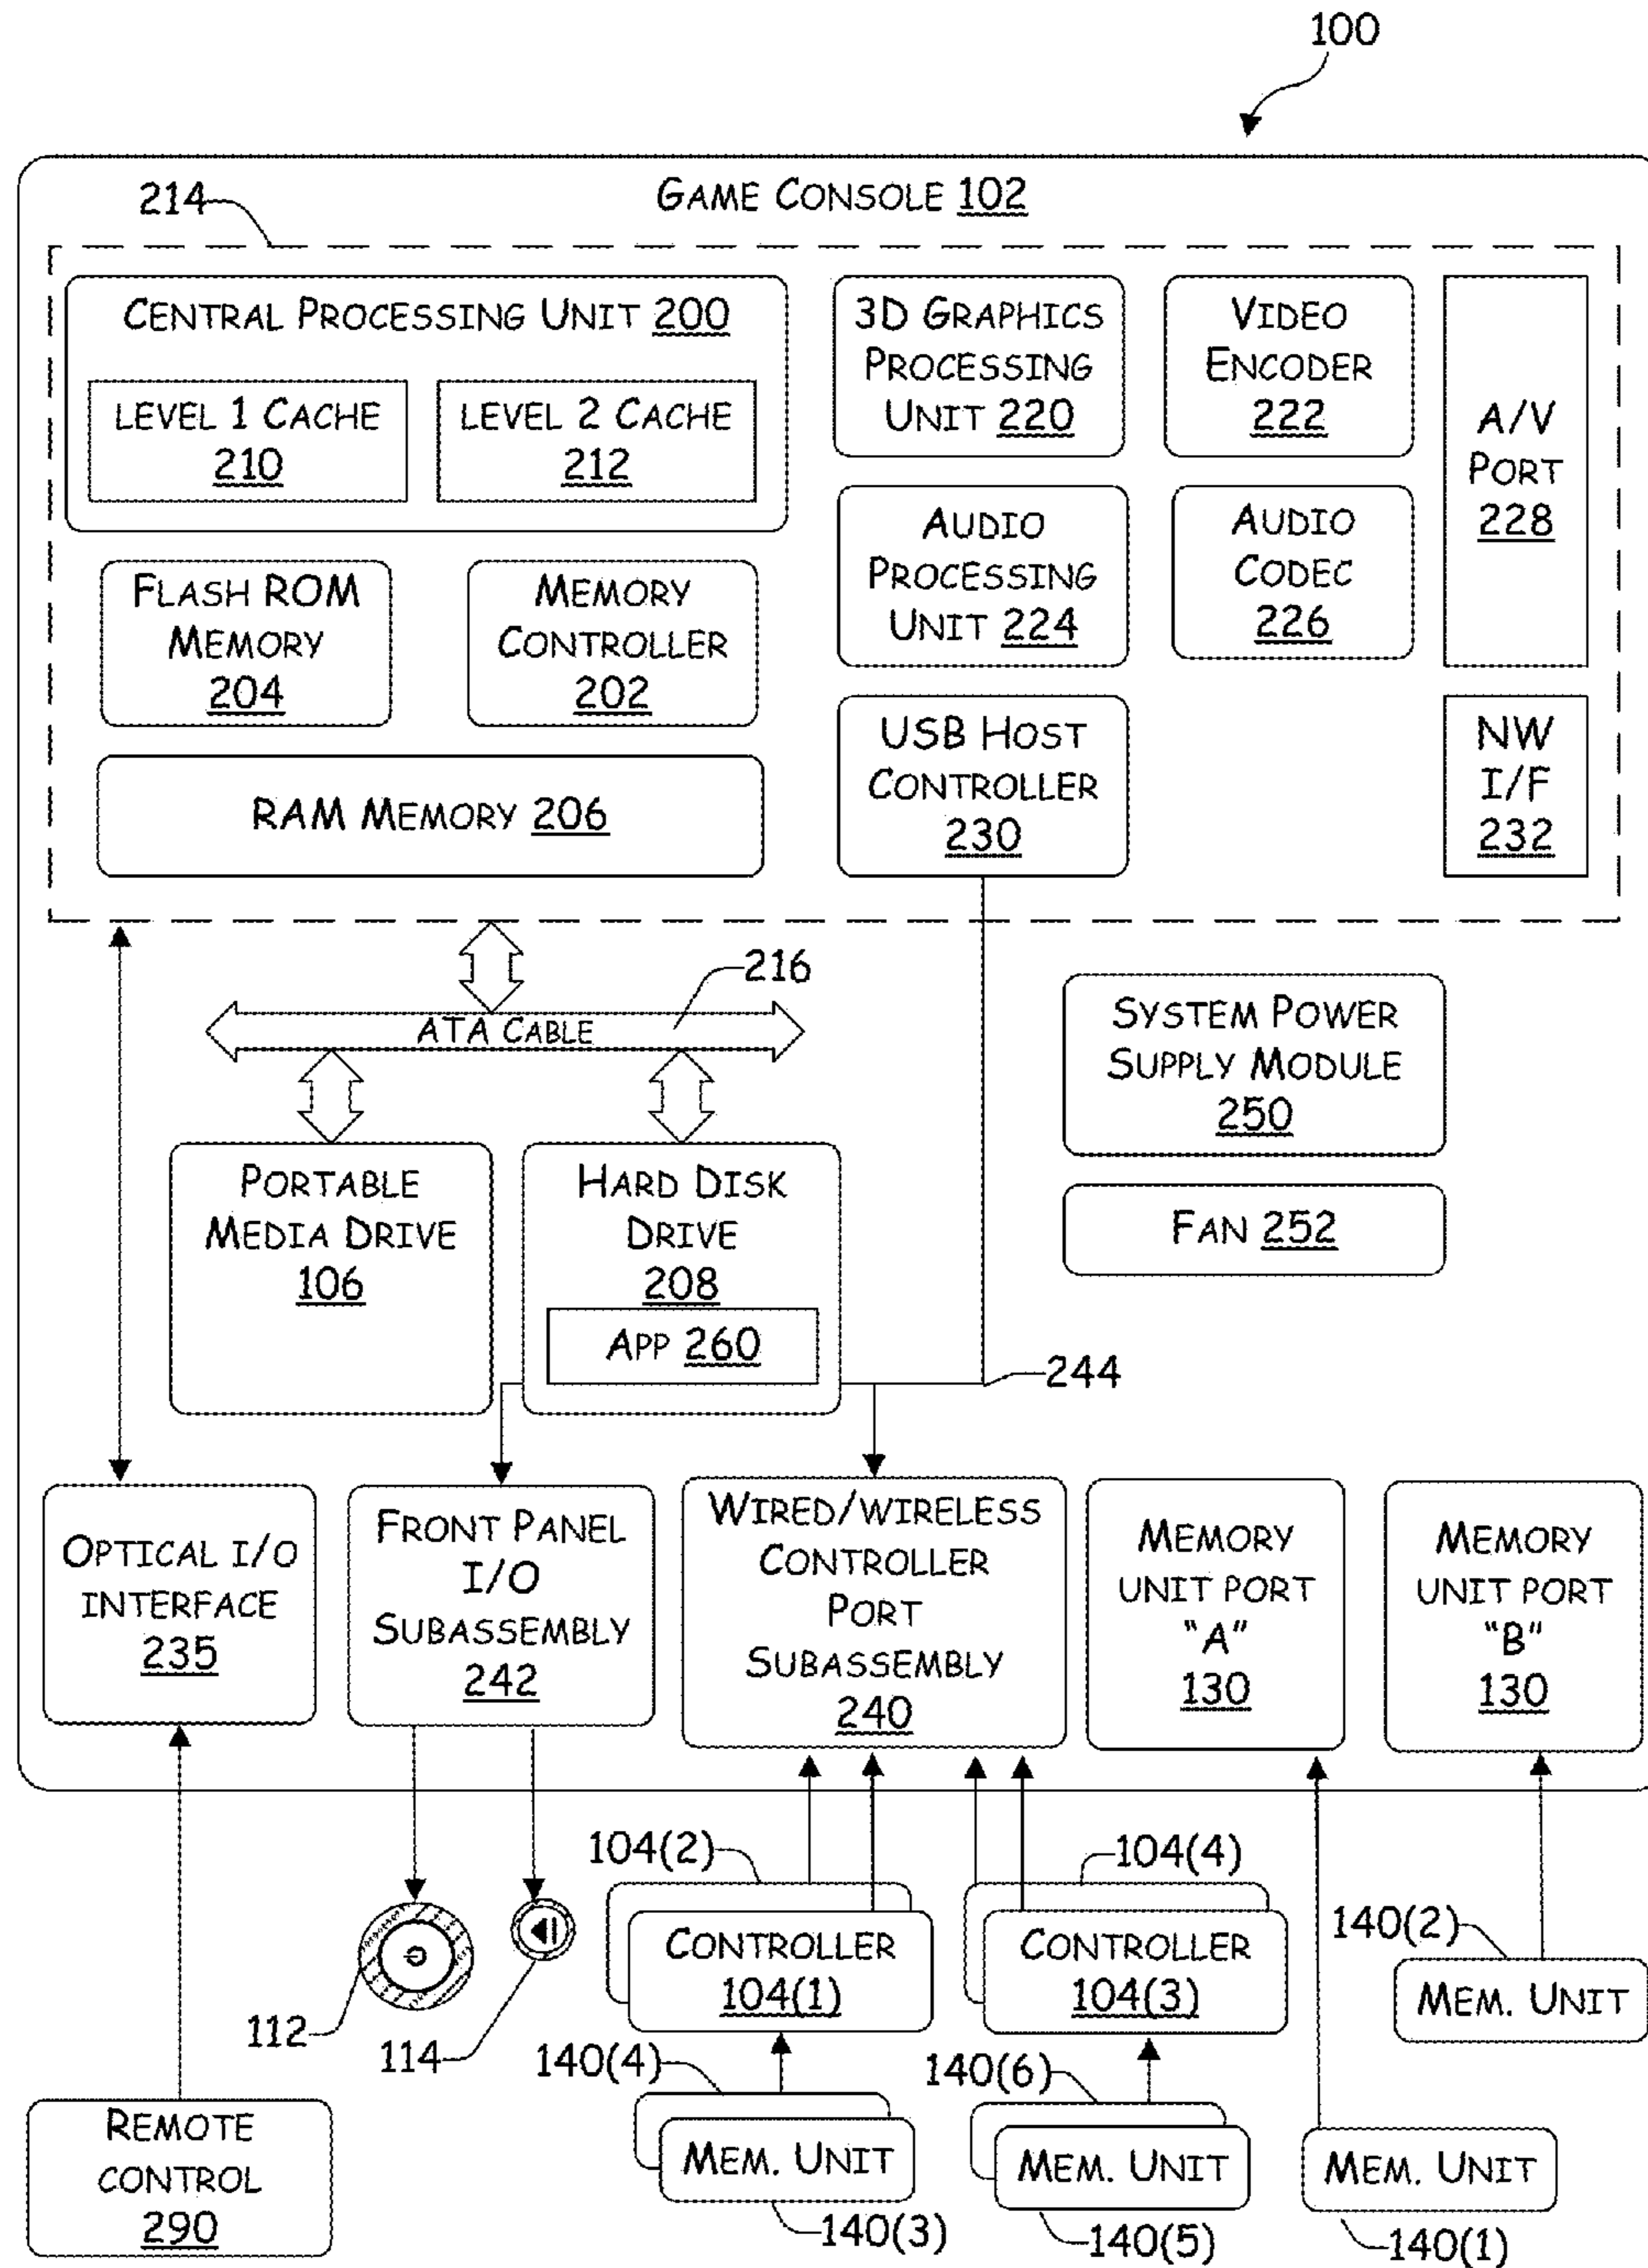 100
GAME CONSOLE 102
214
CENTRAL PROCESSING UNIT 200
LEVEL 1 CACHE
210
LEVEL 2 CACHE
212
3D GRAPHICS
PROCESSING
UNIT 220
VIDEO
ENCODER
222
A/V
PORT
228
FLASH ROM
MEMORY
204
MEMORY
CONTROLLER
202
AUDIO
PROCESSING
UNIT 224
AUDIO
CODEC
226
RAM MEMORY 206
USB HOST
CONTROLLER
230
NW
I/F
232
216
ATA CABLE
SYSTEM POWER
SUPPLY MODULE
250
PORTABLE
MEDIA DRIVE
106
HARD DISK
DRIVE
208
APP 260
FAN 252
244
OPTICAL I/O
INTERFACE
235
FRONT PANEL
I/O
SUBASSEMBLY
242
WIRED/WIRELESS
CONTROLLER
PORT
SUBASSEMBLY
240
MEMORY
UNIT PORT
"A"
130
MEMORY
UNIT PORT
"B"
130
104(2)
104(4)
CONTROLLER
104(1)
CONTROLLER
104(3)
140(2)
MEM. UNIT
112
114
140(4)
140(6)
REMOTE
CONTROL
290
MEM. UNIT
140(3)
MEM. UNIT
140(5)
MEM. UNIT
140(1)